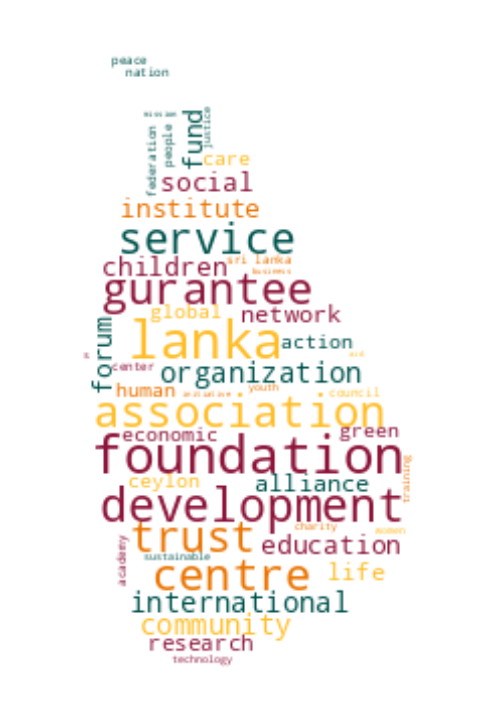 peace
nation
mission
federation
people
fund
justice
care
social
institute
service
children
sri lanka
business
gurantee
global
network
forum
lanka
action
center
organization
aid
human
initiative
youth
council
association
economic
green
foundation
ceylon
alliance
training
development
charity
trust
women
education
sustainable
academy
centre
life
international
community
research
technology